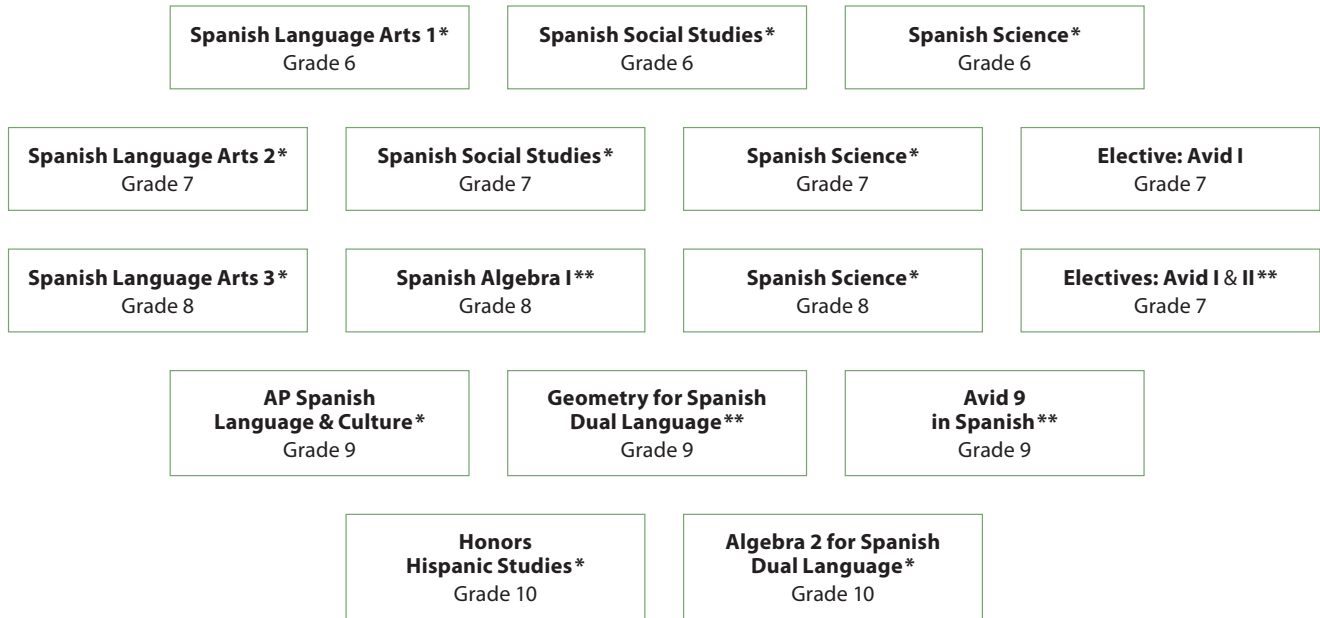 Spanish Language Arts 1*
Grade 6
Spanish Social Studies*
Grade 6
Spanish Science*
Grade 6
Spanish Language Arts 2*
Grade 7
Spanish Social Studies*
Grade 7
Spanish Science*
Grade 7
Elective: Avid I
Grade 7
Spanish Language Arts 3*
Grade 8
Spanish Algebra I**
Grade 8
Spanish Science*
Grade 8
Electives: Avid I & II**
Grade 7
AP Spanish
Language & Culture*
Grade 9
Geometry for Spanish
Dual Language**
Grade 9
Avid 9
in Spanish**
Grade 9
Honors
Hispanic Studies*
Grade 10
Algebra 2 for Spanish
Dual Language*
Grade 10